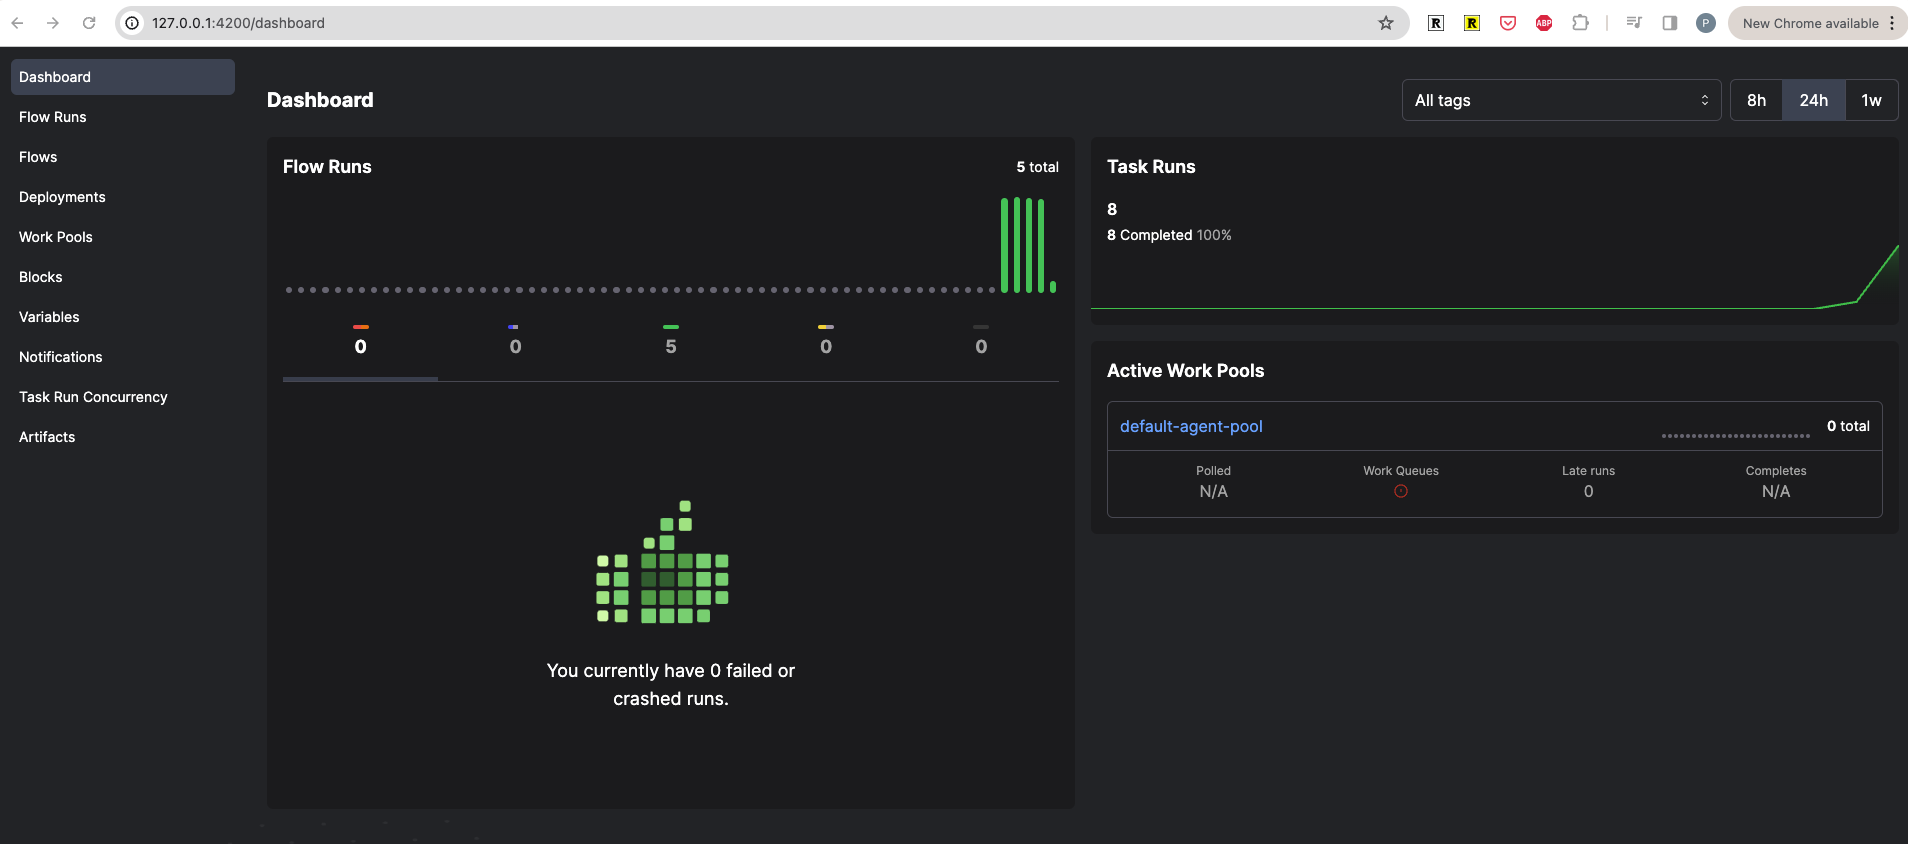 127.0.0.1:4200/dashboard
R
R
ABP
P
New Chrome available
Dashboard
Flow Runs
Flows
Deployments
Work Pools
Blocks
Variables
Notifications
Task Run Concurrency
Artifacts
Dashboard
All tags
8h
24h
1w
Flow Runs
5 total
0
0
5
0
0
You currently have 0 failed or
crashed runs.
Task Runs
8
8 Completed 100%
Active Work Pools
default-agent-pool
0 total
Polled
Work Queues
Late runs
Completes
N/A
0
N/A